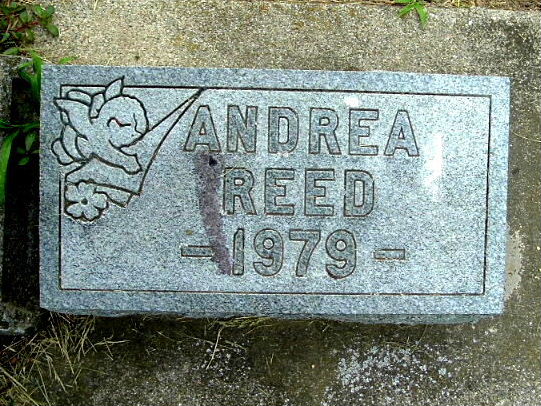 ANDREA
REED
- 1979 -